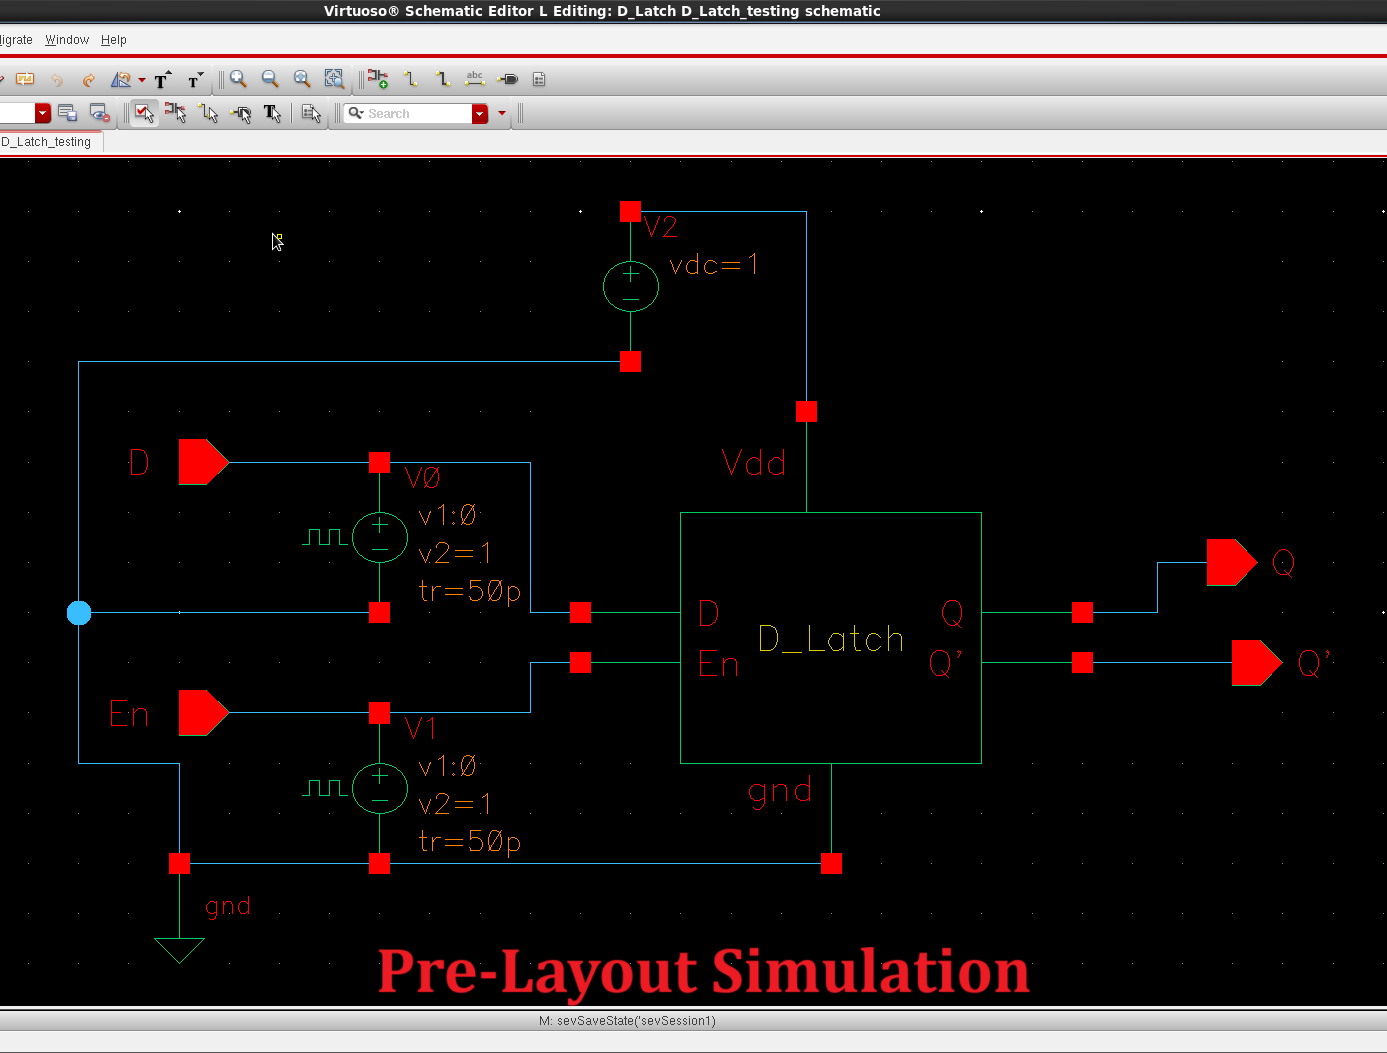 Virtuoso® Schematic Editor L Editing: D_Latch D_Latch_testing schematic
Window Help
abc
Search
D_Latch_testing
V2
vdc=1
D
V0
Vdd
v1:0
v2=1
tr=50p
Q
D
Q
D_Latch
En
Q'
Q'
En
V1
v1:0
v2=1
tr=50p
gnd
gnd
Pre-Layout Simulation
M: sevSaveState('sevSession1)